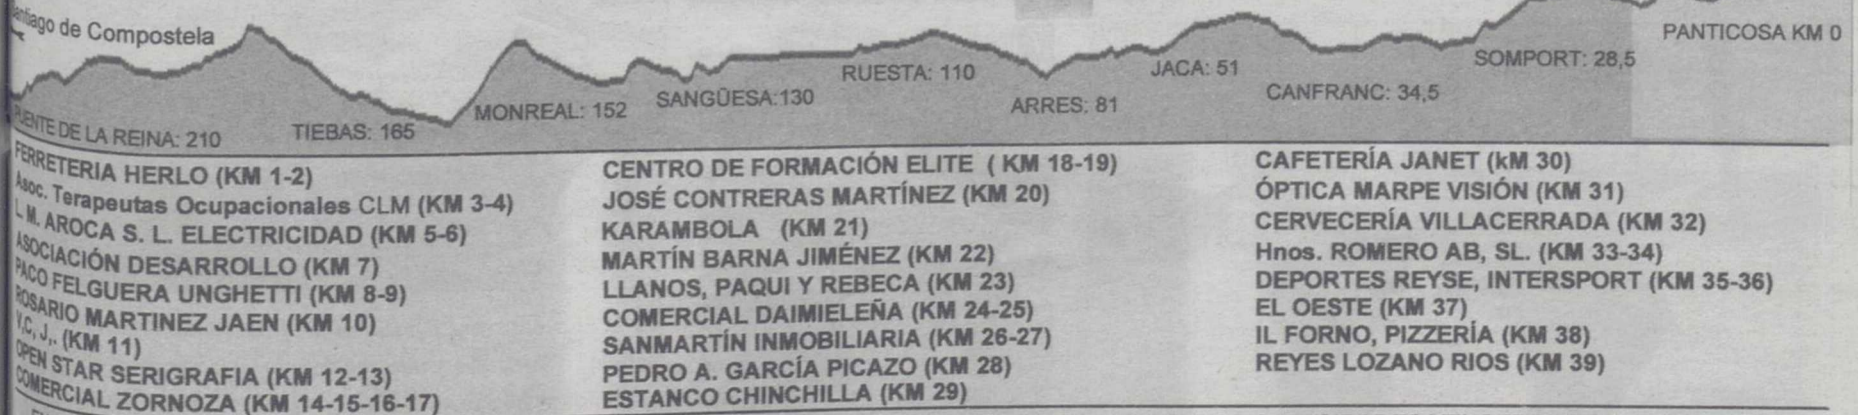 Santiago de Compostela
PANTICOSA KM 0
SOMPORT: 28,5
JACA: 51
RUESTA: 110
CANFRANC: 34,5
SANGÜESA:130
ARRES: 81
MONREAL: 152
TIEBAS: 165
PUENTE DE LA REINA: 210
FERRETERIA HERLO (KM 1-2)
Asoc. Terapeutas Ocupacionales CLM (KM 3-4)
L M. AROCA S. L. ELECTRICIDAD (KM 5-6)
ASOCIACIÓN DESARROLLO (KM 7)
PACO FELGUERA UNGHETTI (KM 8-9)
ROSARIO MARTINEZ JAEN (KM 10)
Y.C, J,. (KM 11)
OPEN STAR SERIGRAFIA (KM 12-13)
COMERCIAL ZORNOZA (KM 14-15-16-17)
CENTRO DE FORMACIÓN ELITE ( KM 18-19)
JOSÉ CONTRERAS MARTÍNEZ (KM 20)
KARAMBOLA (KM 21)
MARTÍN BARNA JIMÉNEZ (KM 22)
LLANOS, PAQUI Y REBECA (KM 23)
COMERCIAL DAIMIELEÑA (KM 24-25)
SANMARTÍN INMOBILIARIA (KM 26-27)
PEDRO A. GARCÍA PICAZO (KM 28)
ESTANCO CHINCHILLA (KM 29)
CAFETERÍA JANET (kM 30)
ÓPTICA MARPE VISIÓN (KM 31)
CERVECERÍA VILLACERRADA (KM 32)
Hnos. ROMERO AB, SL. (KM 33-34)
DEPORTES REYSE, INTERSPORT (KM 35-36)
EL OESTE (KM 37)
IL FORNO, PIZZERÍA (KM 38)
REYES LOZANO RIOS (KM 39)